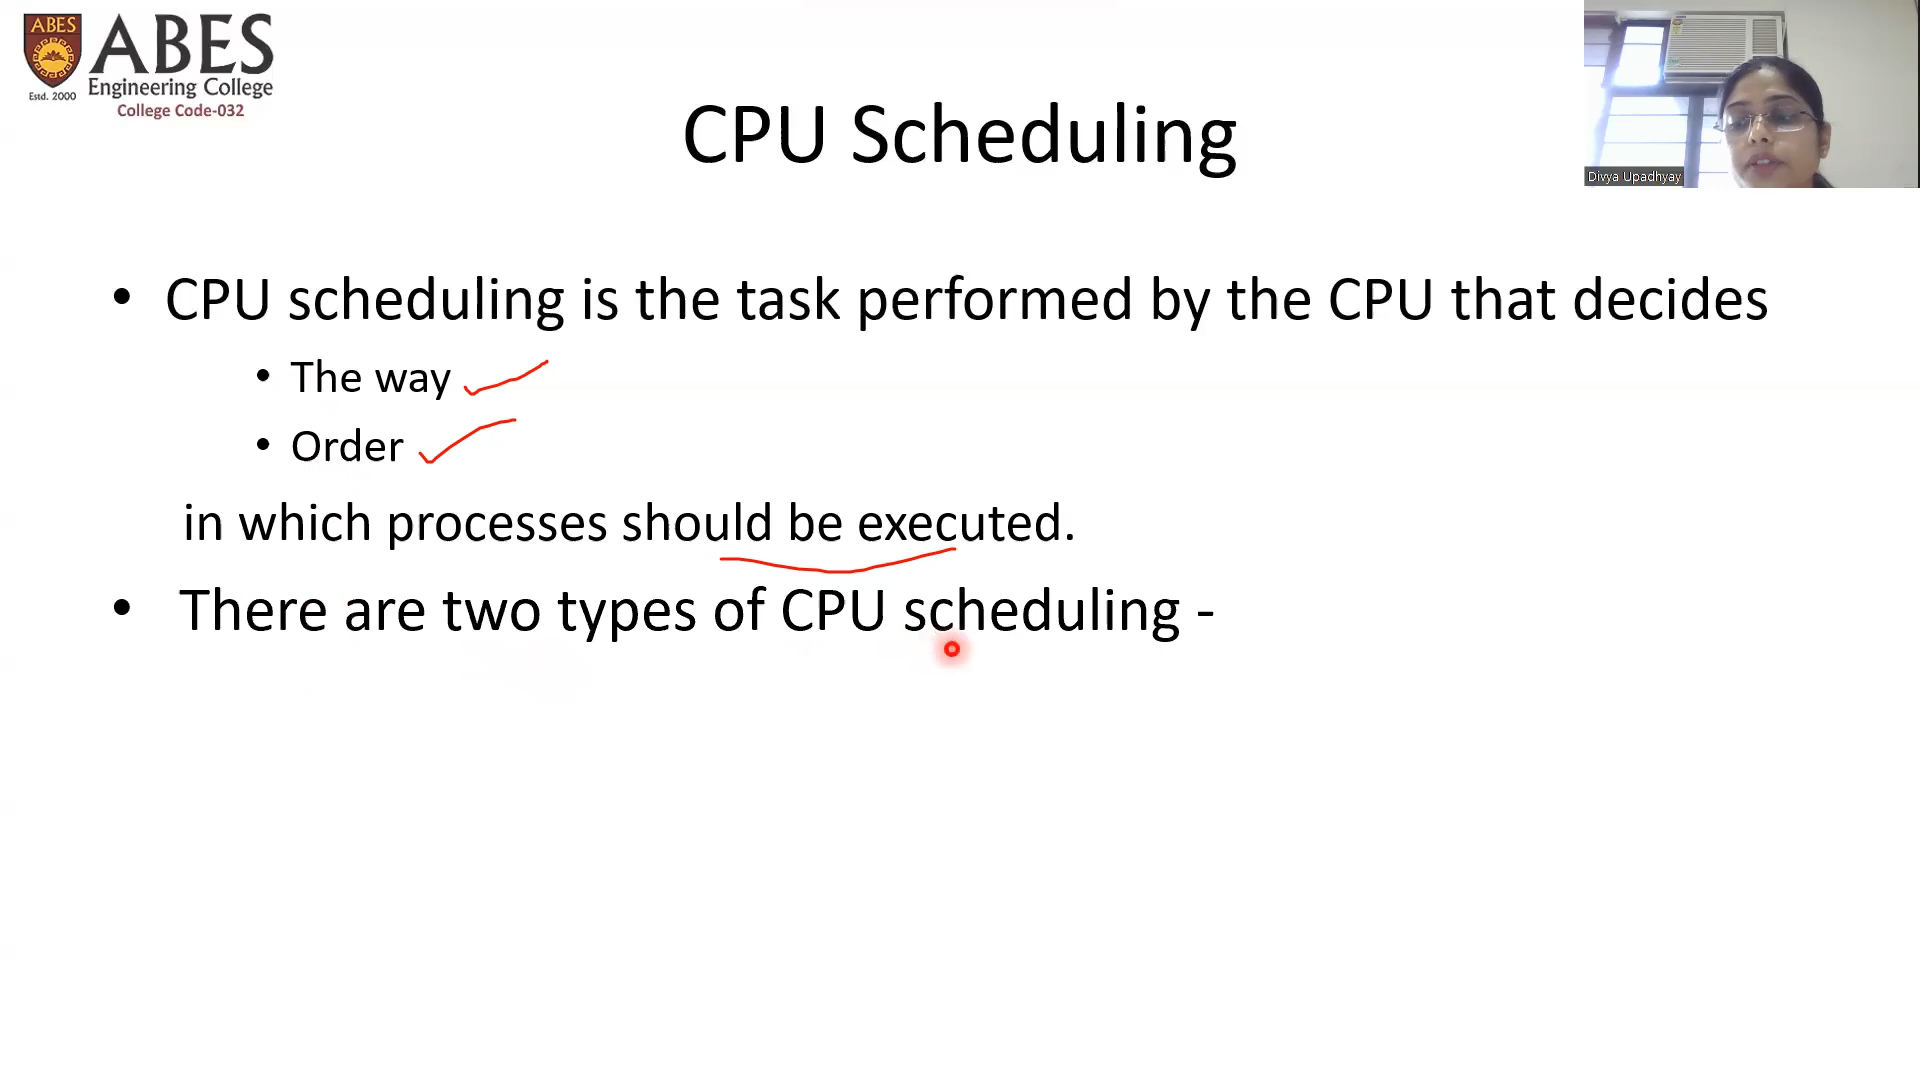 ABES
ABES
Engineering College
Estd. 2000
College Code-032
CPU Scheduling
Divya Upadhyay
• CPU scheduling is the task performed by the CPU that decides
• The way
• Order
in which processes should be executed.
• There are two types of CPU scheduling -